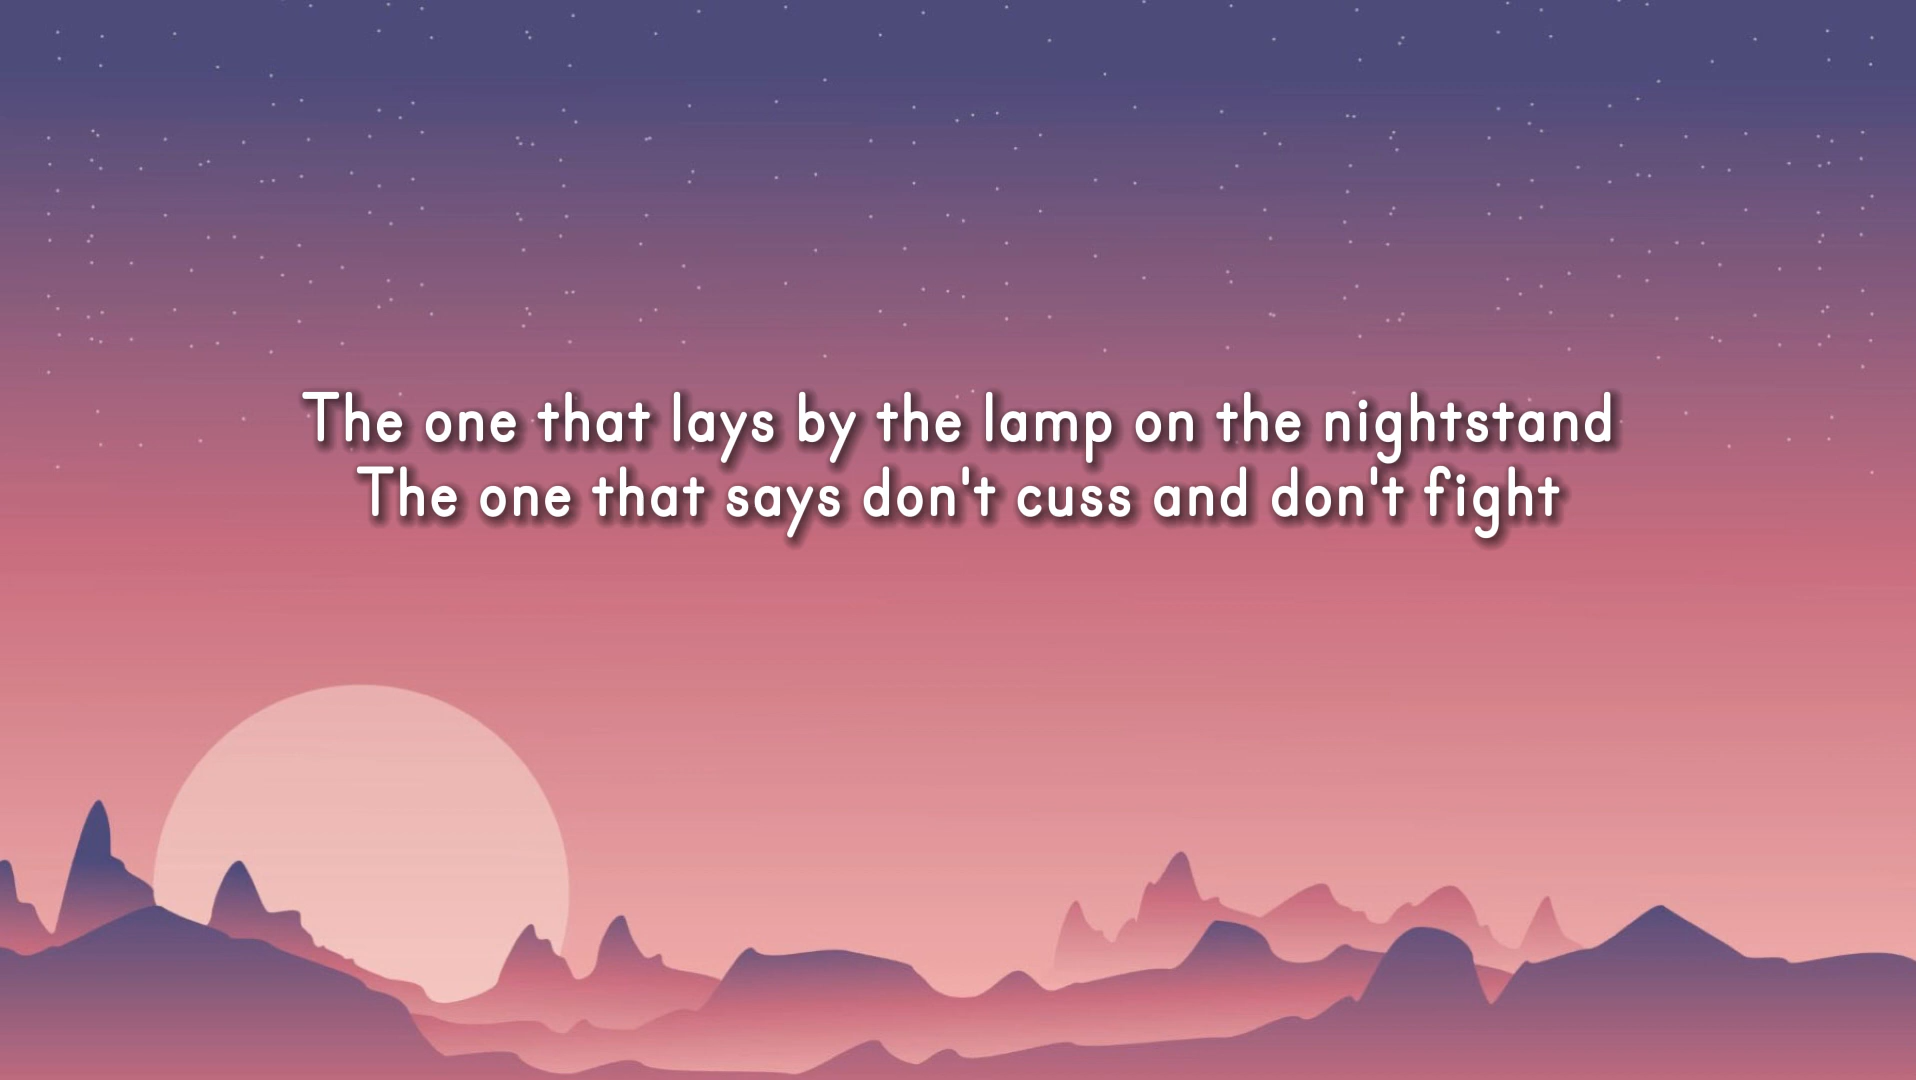 The one that lays by the lamp on the nightstand
The one that says don't cuss and don't fight